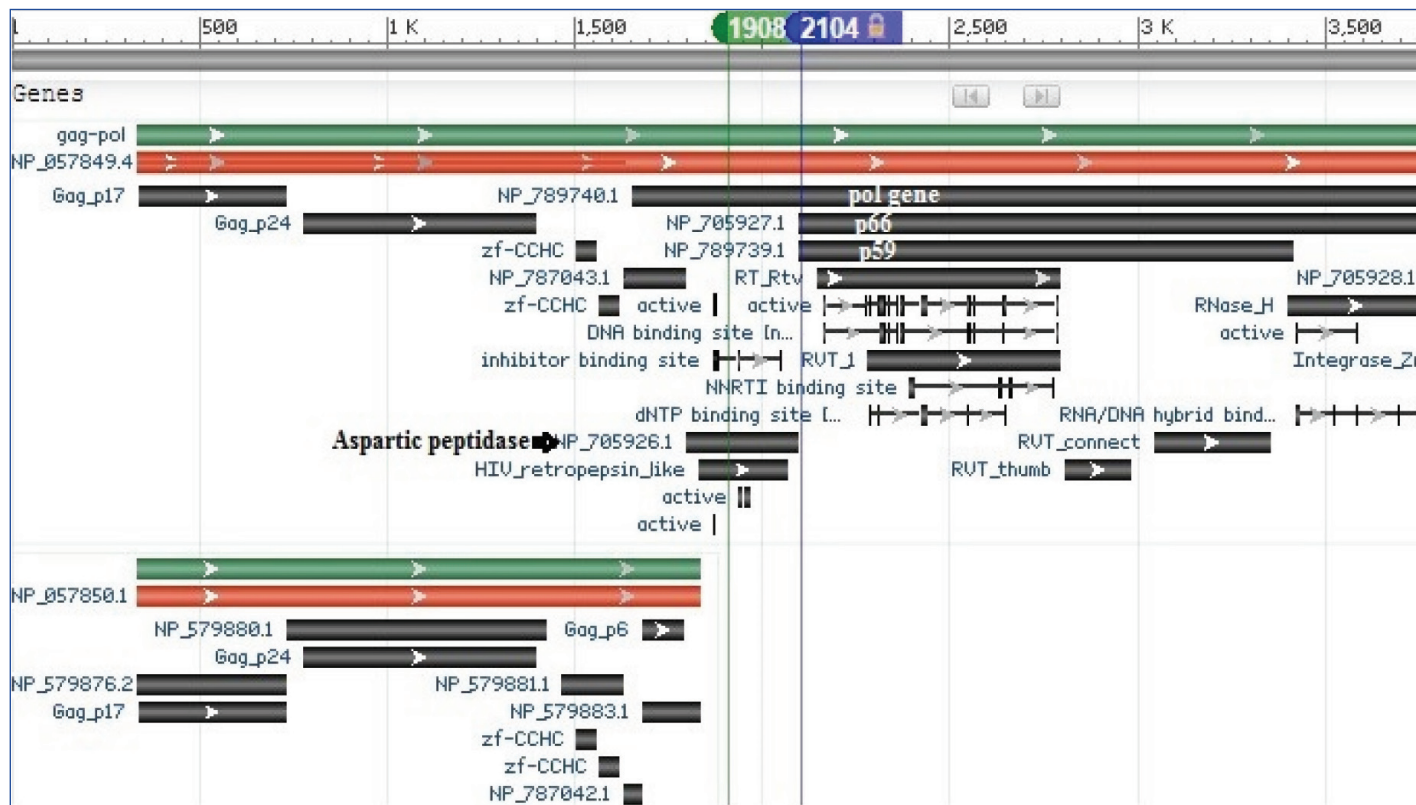 1 500 1 K 1,500 1908 2104 2,500 3 K 3,500
Genes
gag-pol
NP_057849.4
Gag_p17 NP_789740.1 pol gene
Gag_p24 NP_705927.1 p66
zf-CCHC NP_789739.1 p59
NP_787043.1 RT_Rtv NP_705928.1
zf-CCHC active active RNase_H
DNA binding site [n... active
inhibitor binding site RVT_1 Integrase_Zn
NNRTI binding site
dNTP binding site [... RNA/DNA hybrid bind...
Aspartic peptidase NP_705926.1 RVT_connect
HIV_retropepsin_like RVT_thumb
active
active
NP_057850.1
NP_579880.1 Gag_p6
Gag_p24
NP_579876.2 NP_579881.1
Gag_p17 NP_579883.1
zf-CCHC
zf-CCHC
NP_787042.1